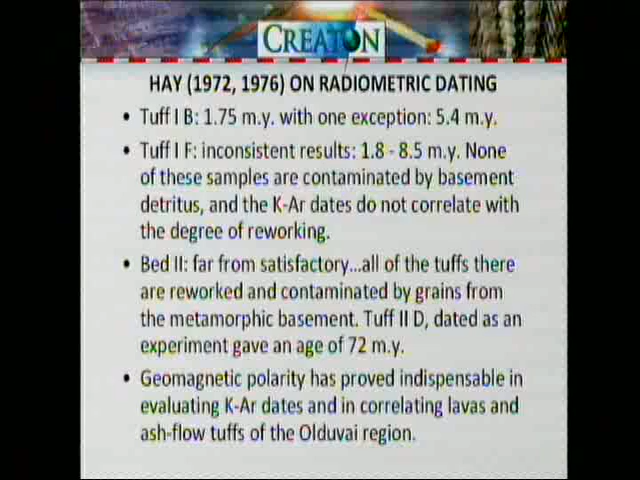 CREATON
HAY (1972, 1976) ON RADIOMETRIC DATING
• Tuff I B: 1.75 m.y. with one exception: 5.4 m.y.
• Tuff I F: inconsistent results: 1.8 - 8.5 m.y. None
of these samples are contaminated by basement
detritus, and the K-Ar dates do not correlate with
the degree of reworking.
• Bed II: far from satisfactory...all of the tuffs there
are reworked and contaminated by grains from
the metamorphic basement. Tuff II D, dated as an
experiment gave an age of 72 m.y.
• Geomagnetic polarity has proved indispensable in
evaluating K-Ar dates and in correlating lavas and
ash-flow tuffs of the Olduvai region.